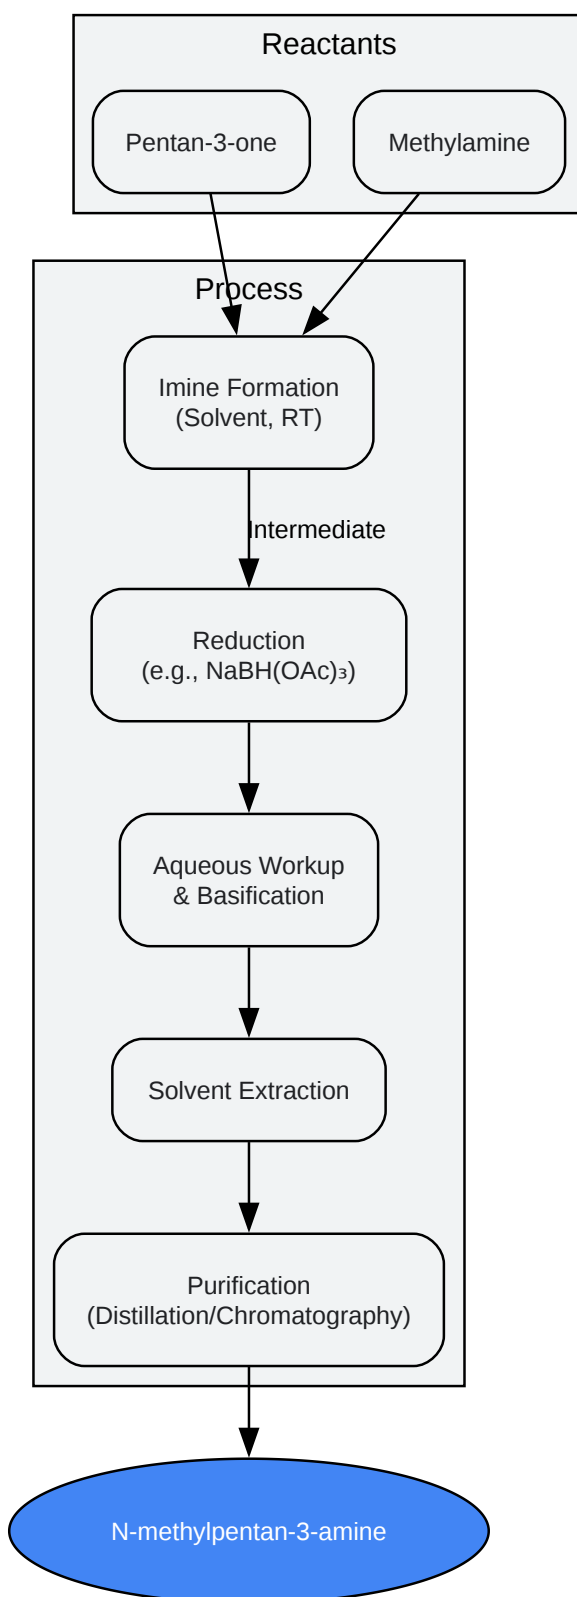 Reactants
Pentan-3-one
Methylamine
Process
Imine Formation
(Solvent, RT)
Intermediate
Reduction
(e.g., NaBH(OAc)₃)
Aqueous Workup
& Basification
Solvent Extraction
Purification
(Distillation/Chromatography)
N-methylpentan-3-amine